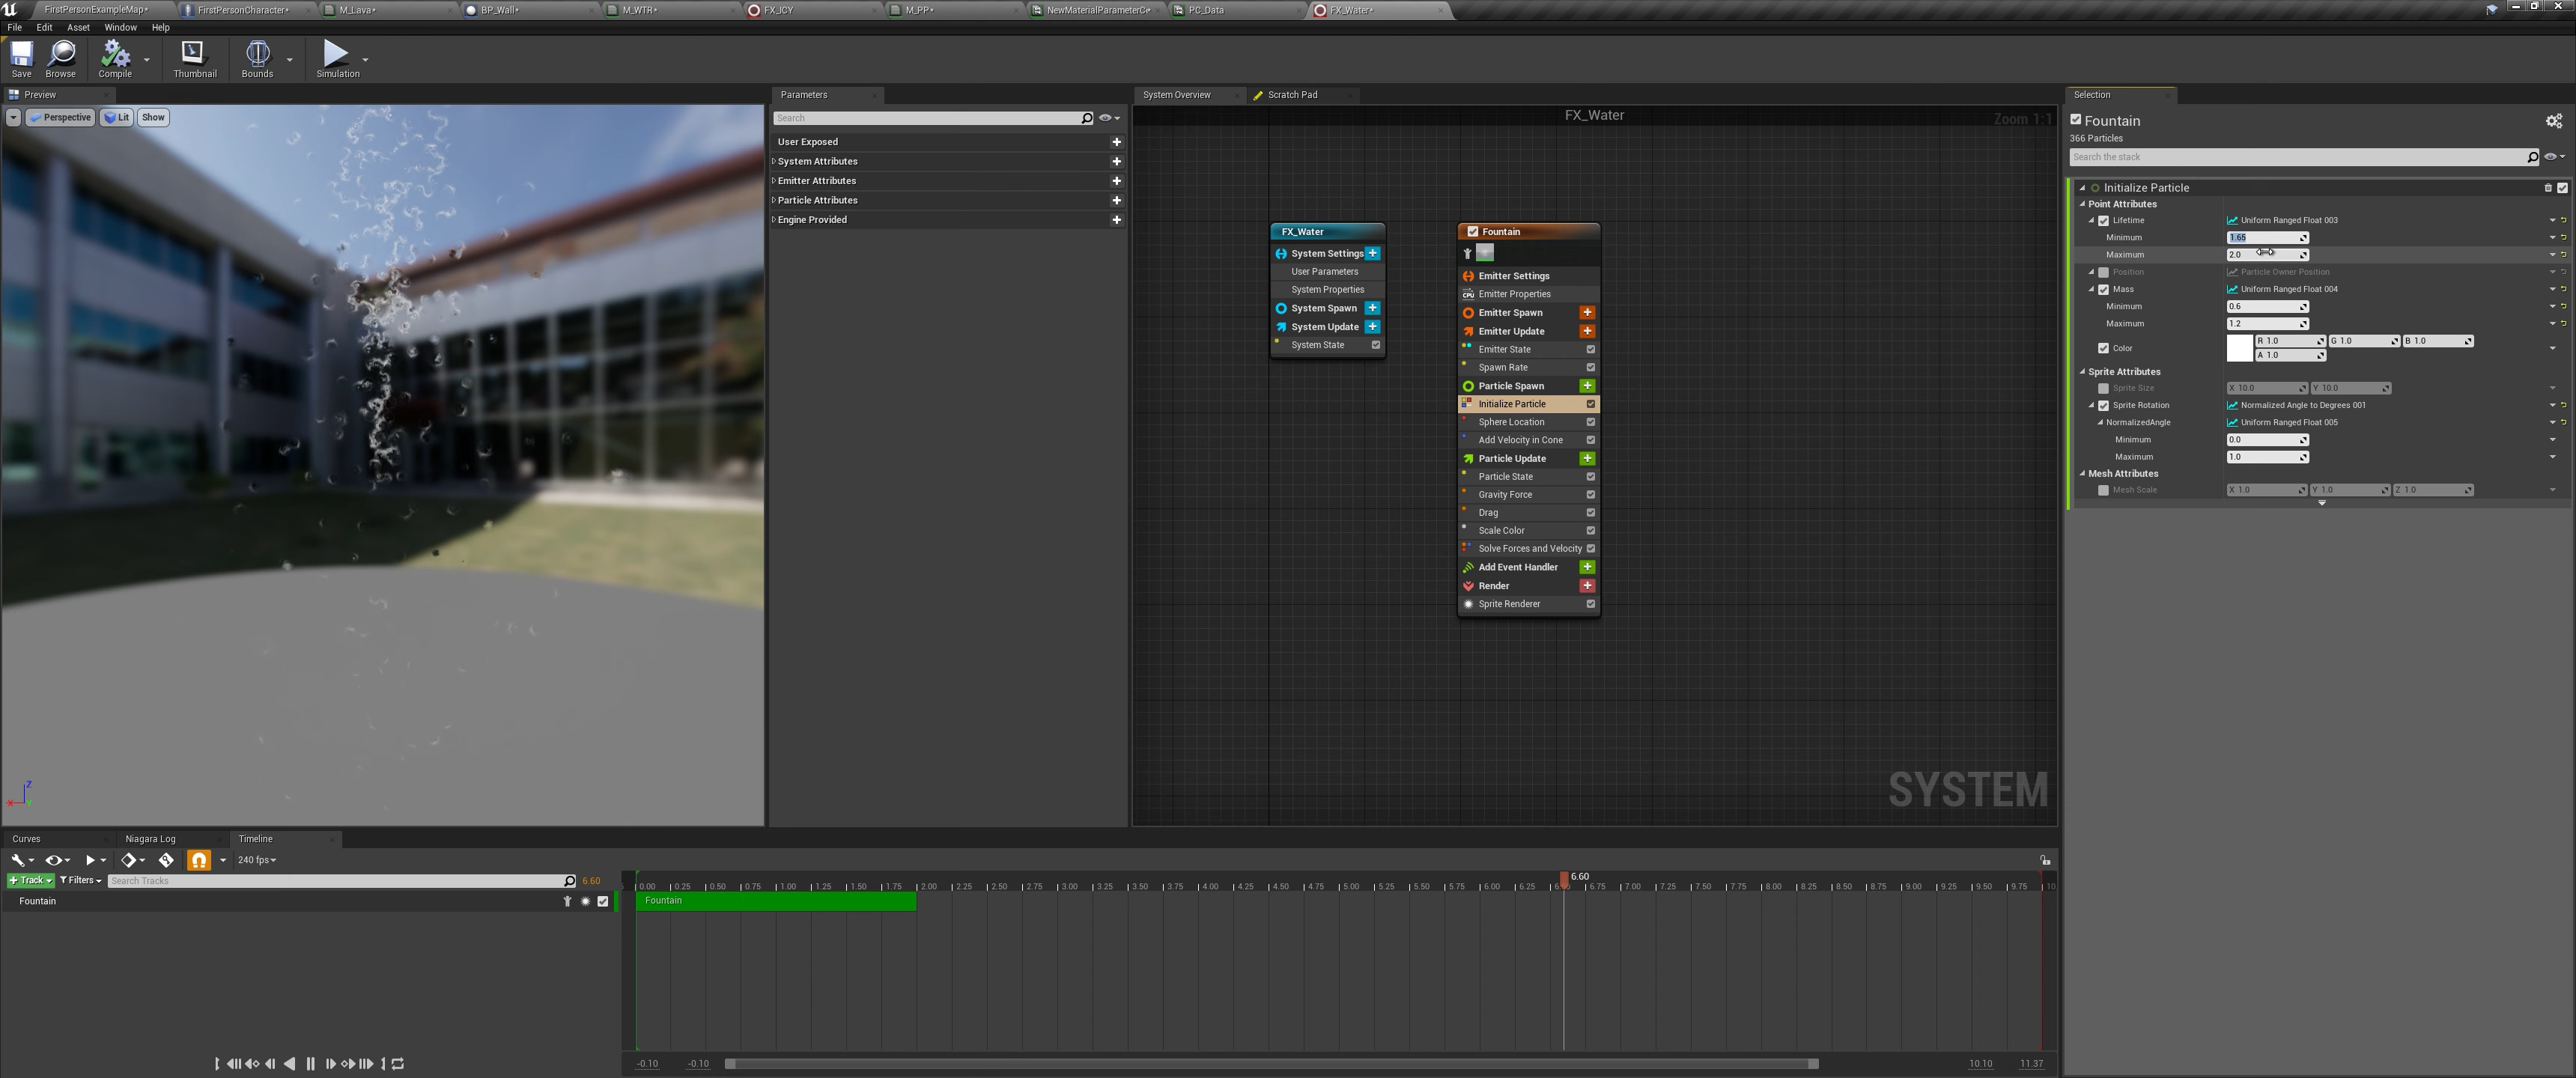 FirstPersonExampleMap•
FirstPersonCharacter•
M_Lava•
BP_Wall•
M_WTR•
FX_ICY
M_PP•
NewMaterialParameterCo•
PC_Data
FX_Water•
File Edit Asset Window Help
Save Browse Compile Thumbnail Bounds Simulation
Preview
Perspective Lit Show
Z
X
Y
Parameters
Search
User Exposed
System Attributes
Emitter Attributes
Particle Attributes
Engine Provided
System Overview Scratch Pad
FX_Water
Zoom 1:1
FX_Water
System Settings
User Parameters
System Properties
System Spawn
System Update
System State
Fountain
Emitter Settings
CPU Emitter Properties
Emitter Spawn
Emitter Update
Emitter State
Spawn Rate
Particle Spawn
Initialize Particle
Sphere Location
Add Velocity in Cone
Particle Update
Particle State
Gravity Force
Drag
Scale Color
Solve Forces and Velocity
Add Event Handler
Render
Sprite Renderer
SYSTEM
Selection
Fountain
366 Particles
Search the stack
Initialize Particle
Point Attributes
Lifetime Uniform Ranged Float 003
Minimum 1.65
Maximum 2.0
Position Particle Owner Position
Mass Uniform Ranged Float 004
Minimum 0.6
Maximum 1.2
Color R 1.0 G 1.0 B 1.0
A 1.0
Sprite Attributes
Sprite Size X 10.0 Y 10.0
Sprite Rotation Normalized Angle to Degrees 001
NormalizedAngle Uniform Ranged Float 005
Minimum 0.0
Maximum 1.0
Mesh Attributes
Mesh Scale X 1.0 Y 1.0 Z 1.0
Curves Niagara Log Timeline
240 fps
+ Track Filters Search Tracks 6.60
6.60
0.00 0.25 0.50 0.75 1.00 1.25 1.50 1.75 2.00 2.25 2.50 2.75 3.00 3.25 3.50 3.75 4.00 4.25 4.50 4.75 5.00 5.25 5.50 5.75 6.00 6.25 6.75 7.00 7.25 7.50 7.75 8.00 8.25 8.50 8.75 9.00 9.25 9.50 9.75 10.
Fountain
Fountain
-0.10 -0.10 10.10 11.37